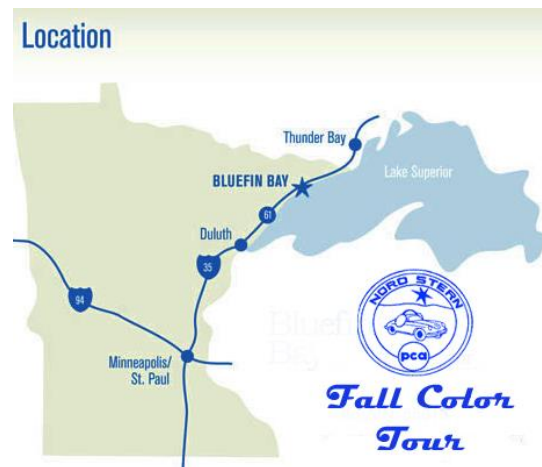 Location
Thunder Bay
BLUEFIN BAY
Lake Superior
61
Duluth
35
94
Minneapolis/
St. Paul
NORD STERN
pca
Fall Color
Tour